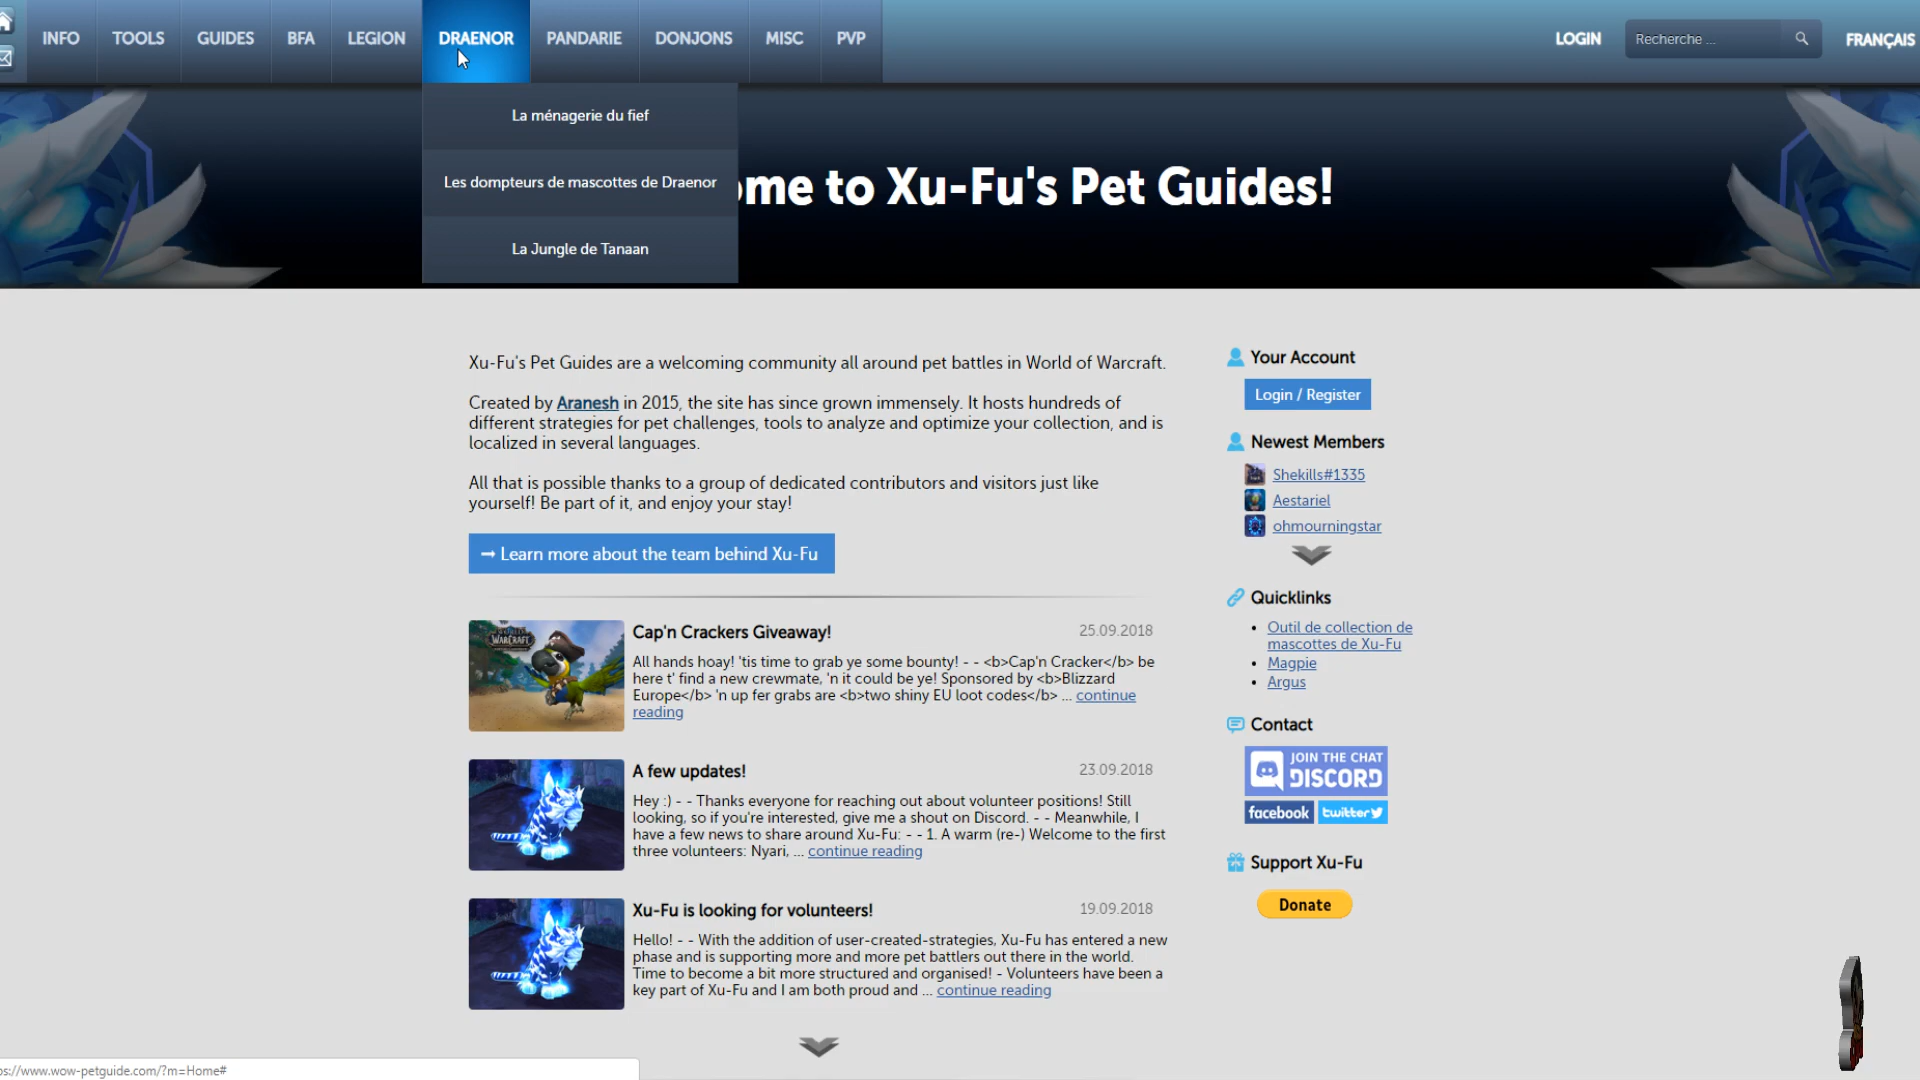 INFO TOOLS GUIDES BFA LEGION DRAENOR PANDARIE DONJONS MISC PVP LOGIN Recherche ... FRANÇAIS
La ménagerie du fief
Les dompteurs de mascottes de Draenor
La Jungle de Tanaan
ome to Xu-Fu's Pet Guides!
Xu-Fu's Pet Guides are a welcoming community all around pet battles in World of Warcraft.
Created by Aranesh in 2015, the site has since grown immensely. It hosts hundreds of
different strategies for pet challenges, tools to analyze and optimize your collection, and is
localized in several languages.
All that is possible thanks to a group of dedicated contributors and visitors just like
yourself! Be part of it, and enjoy your stay!
→ Learn more about the team behind Xu-Fu
WARCRAFT
Cap'n Crackers Giveaway! 25.09.2018
All hands hoay! 'tis time to grab ye some bounty! - - <b>Cap'n Cracker</b> be
here t' find a new crewmate, 'n it could be ye! Sponsored by <b>Blizzard
Europe</b> 'n up fer grabs are <b>two shiny EU loot codes</b> ... continue
reading
A few updates! 23.09.2018
Hey :) - - Thanks everyone for reaching out about volunteer positions! Still
looking, so if you're interested, give me a shout on Discord. - - Meanwhile, I
have a few news to share around Xu-Fu: - - 1. A warm (re-) Welcome to the first
three volunteers: Nyari, ... continue reading
Xu-Fu is looking for volunteers! 19.09.2018
Hello! - - With the addition of user-created-strategies, Xu-Fu has entered a new
phase and is supporting more and more pet battlers out there in the world.
Time to become a bit more structured and organised! - Volunteers have been a
key part of Xu-Fu and I am both proud and ... continue reading
Your Account
Login / Register
Newest Members
Shekills#1335
Aestariel
ohmourningstar
Quicklinks
• Outil de collection de
mascottes de Xu-Fu
• Magpie
• Argus
Contact
JOIN THE CHAT
DISCORD
facebook twitter
Support Xu-Fu
Donate
ps://www.wow-petguide.com/?m=Home#